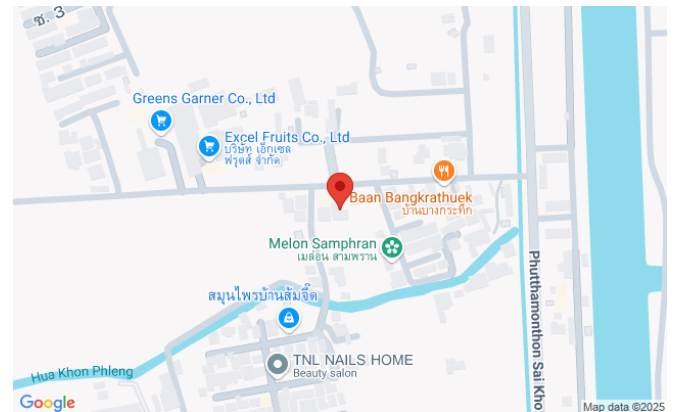 ซ. 3
Greens Garner Co., Ltd
Excel Fruits Co., Ltd
บริษัท เอ็กเซล
ฟรุตส์ จำกัด
Baan Bangkrathuek
บ้านบางกระทึก
Melon Samphran
เมล่อน สามพราน
สมุนไพรบ้านส้มจี๊ด
Phutthamonthon Sai Kho
Hua Khon Phleng
TNL NAILS HOME
Beauty salon
Google
Map data ©2025